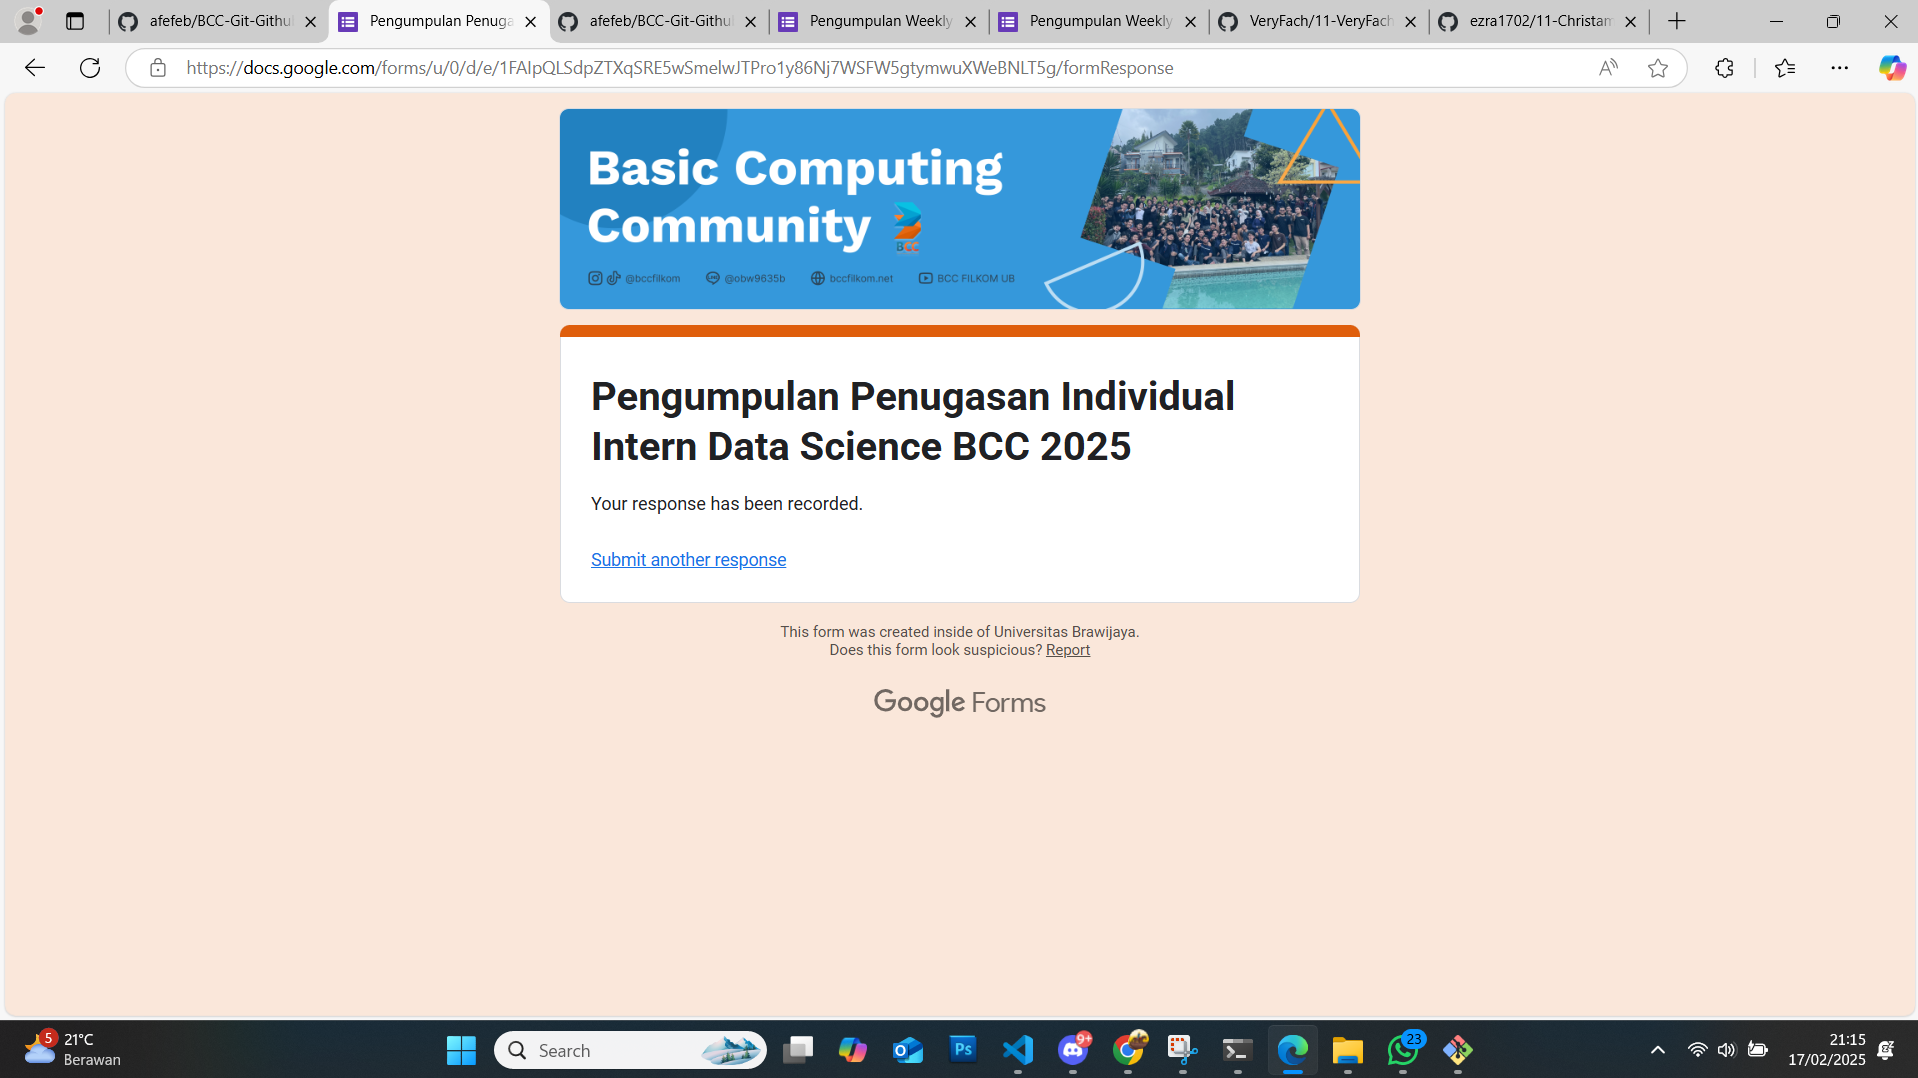 afefeb/BCC-Git-Githu
Pengumpulan Penuga
afefeb/BCC-Git-Githu
Pengumpulan Weekly
Pengumpulan Weekly
VeryFach/11-VeryFach
ezra1702/11-Christam
https://docs.google.com/forms/u/0/d/e/1FAIpQLSdpZTXqSRE5wSmelwJTPro1y86Nj7WSFW5gtymwuXWeBNLT5g/formResponse
Basic Computing
Community
BCC
@bccfilkom
@obw9635b
bccfilkom.net
BCC FILKOM UB
Pengumpulan Penugasan Individual
Intern Data Science BCC 2025
Your response has been recorded.
Submit another response
This form was created inside of Universitas Brawijaya.
Does this form look suspicious? Report
Google Forms
5
21°C
Berawan
Search
Ps
9+
23
21:15
17/02/2025